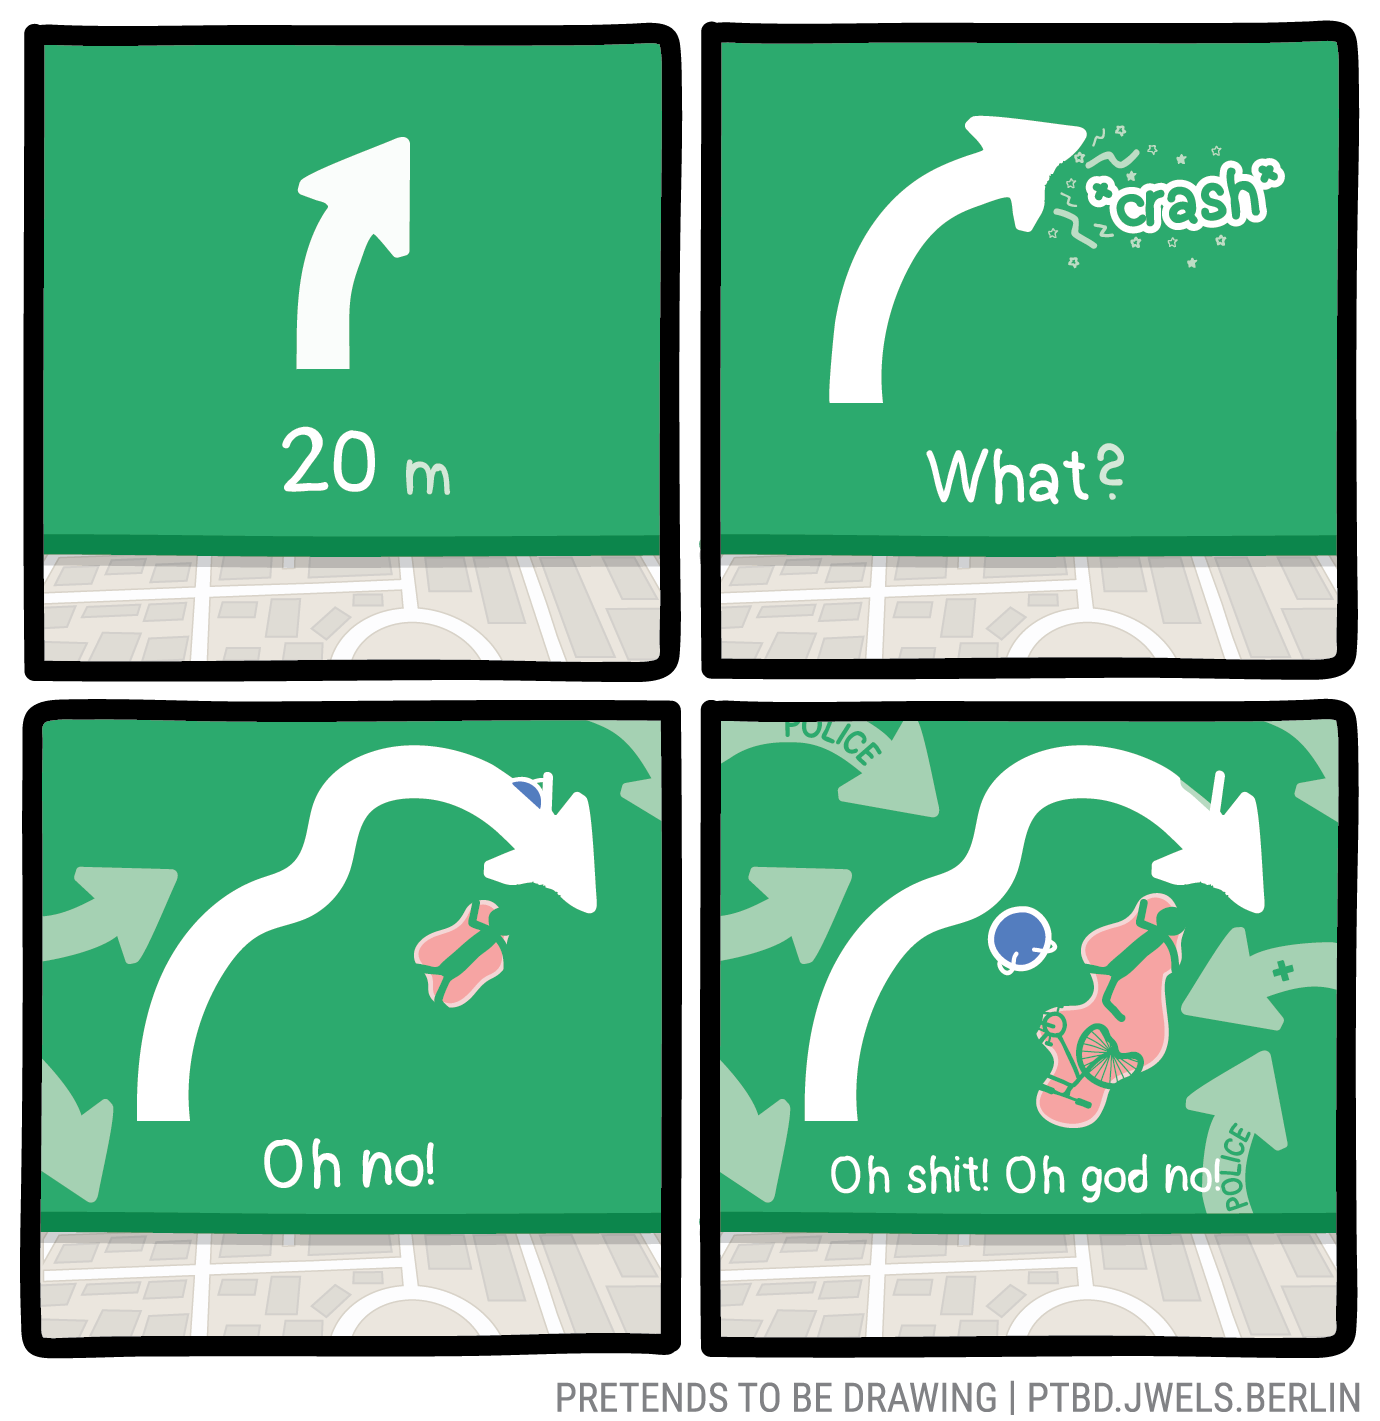 20 m
*crash*
What?
Oh no!
POLICE
Oh shit! Oh god no!
POLICE
PRETENDS TO BE DRAWING | PTBD.JWELS.BERLIN